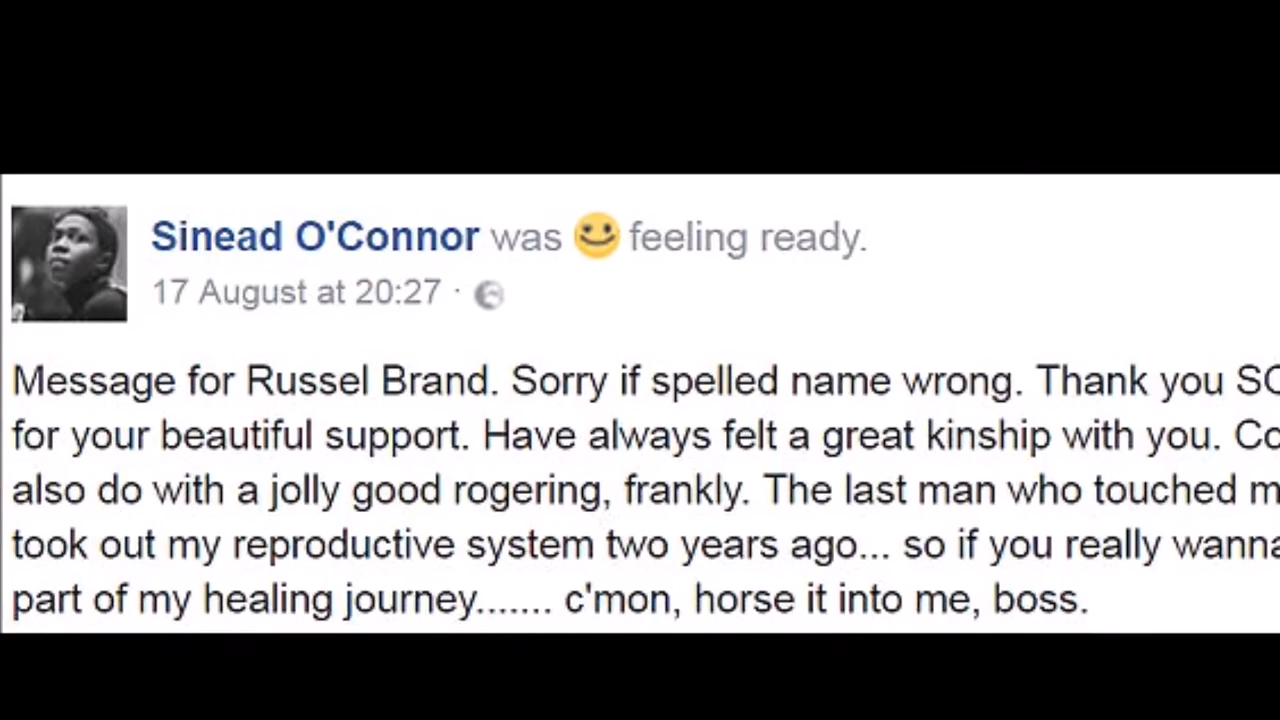 Sinead O'Connor was feeling ready.
17 August at 20:27 ·
Message for Russel Brand. Sorry if spelled name wrong. Thank you
for your beautiful support. Have always felt a great kinship with you.
also do with a jolly good rogering, frankly. The last man who touched
took out my reproductive system two years ago... so if you really wanna
part of my healing journey....... c'mon, horse it into me, boss.